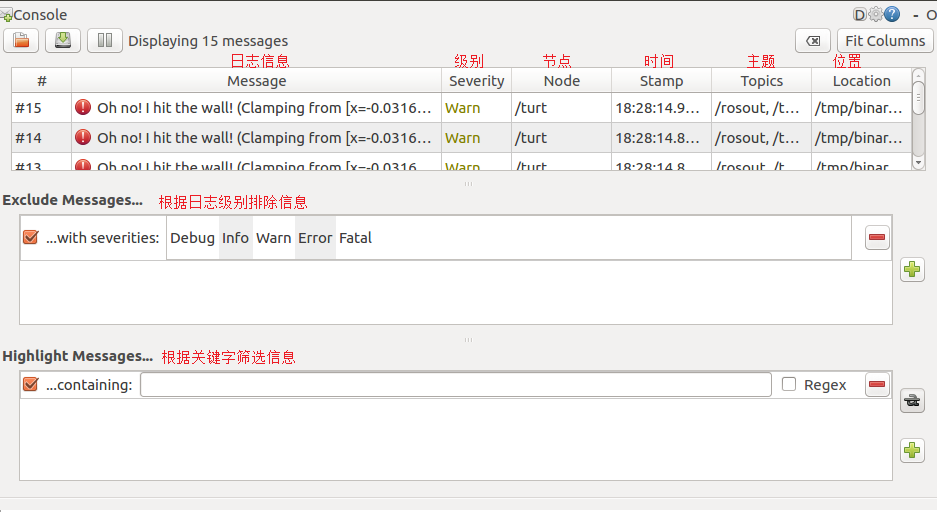 Console D ? - O
Displaying 15 messages Fit Columns
日志信息 级别 节点 时间 主题 位置
# Message Severity Node Stamp Topics Location
#15 Oh no! I hit the wall! (Clamping from [x=-0.0316... Warn /turt 18:28:14.9... /rosout, /t... /tmp/binar...
#14 Oh no! I hit the wall! (Clamping from [x=-0.0316... Warn /turt 18:28:14.8... /rosout, /t... /tmp/binar...
#13 Oh no! I hit the wall! (Clamping from [x=-0.0316... Warn /turt 18:28:14.8... /rosout, /t... /tmp/binar...
Exclude Messages... 根据日志级别排除信息
...with severities: Debug Info Warn Error Fatal
Highlight Messages... 根据关键字筛选信息
...containing: Regex